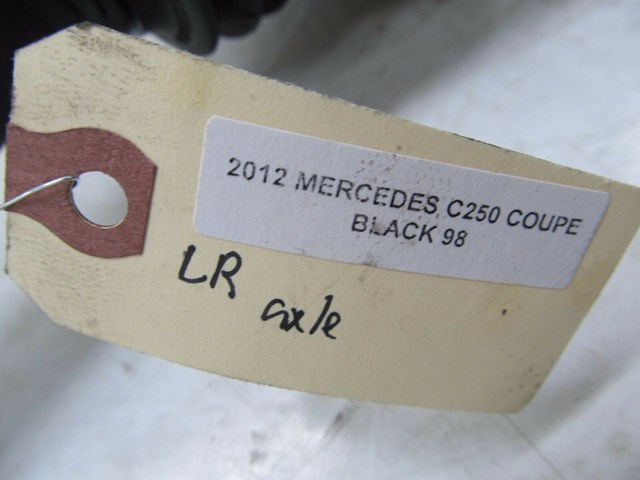 2012 MERCEDES C250 COUPE
BLACK 98
LR
axle